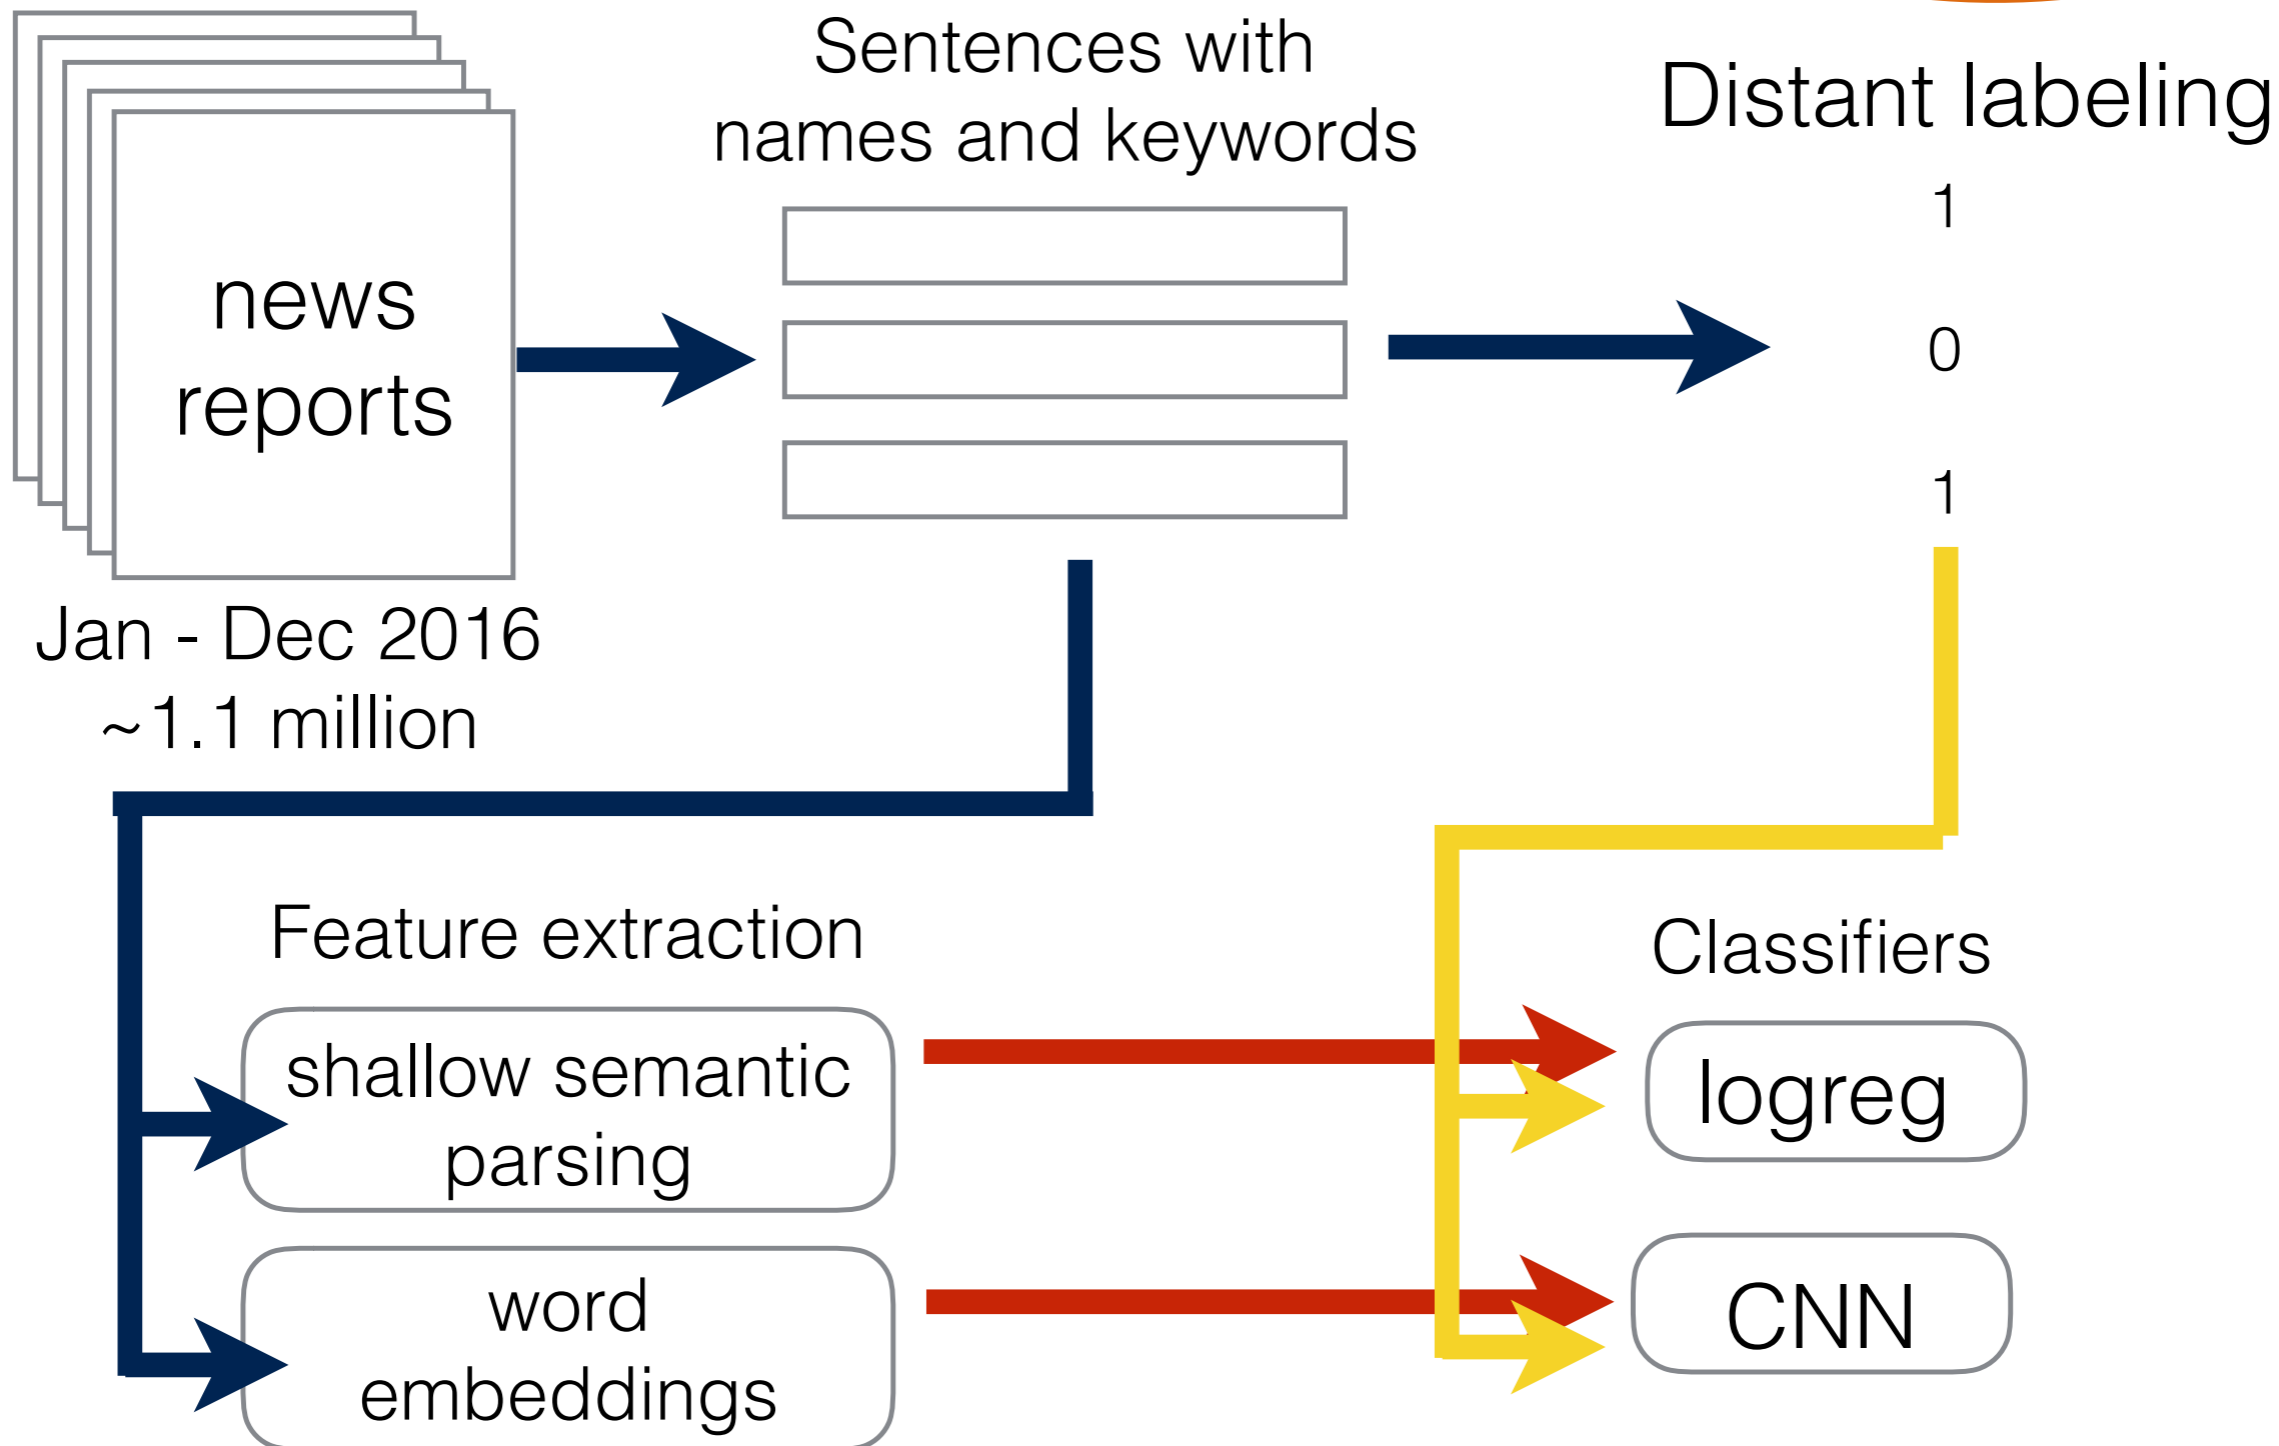 news
reports
Jan - Dec 2016
~1.1 million
Sentences with
names and keywords
Distant labeling
1
0
1
Feature extraction
shallow semantic
parsing
word
embeddings
Classifiers
logreg
CNN